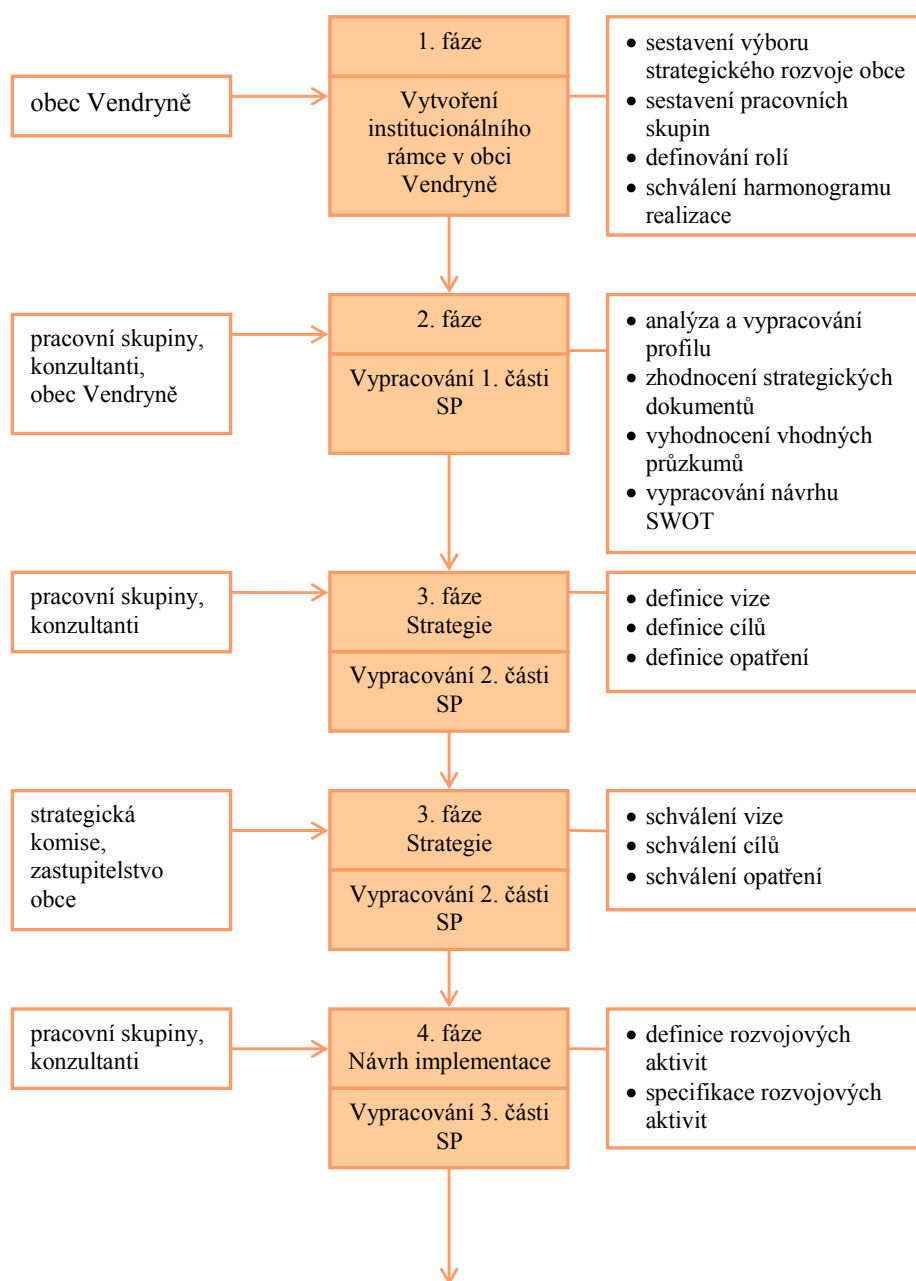 obec Vendryně
1. fáze
Vytvoření
institucionálního
rámce v obci
Vendryně
• sestavení výboru
strategického rozvoje obce
• sestavení pracovních
skupin
• definování rolí
• schválení harmonogramu
realizace
pracovní skupiny,
konzultanti,
obec Vendryně
2. fáze
Vypracování 1. části
SP
• analýza a vypracování
profilu
• zhodnocení strategických
dokumentů
• vyhodnocení vhodných
průzkumů
• vypracování návrhu
SWOT
pracovní skupiny,
konzultanti
3. fáze
Strategie
Vypracování 2. části
SP
• definice vize
• definice cílů
• definice opatření
strategická
komise,
zastupitelstvo
obce
3. fáze
Strategie
Vypracování 2. části
SP
• schválení vize
• schválení cílů
• schválení opatření
pracovní skupiny,
konzultanti
4. fáze
Návrh implementace
Vypracování 3. části
SP
• definice rozvojových
aktivit
• specifikace rozvojových
aktivit